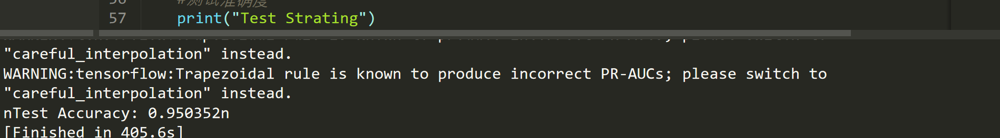 56 #测试准确度
57 print("Test Strating")
"careful_interpolation" instead.
WARNING:tensorflow:Trapezoidal rule is known to produce incorrect PR-AUCs; please switch to
"careful_interpolation" instead.
nTest Accuracy: 0.950352n
[Finished in 405.6s]